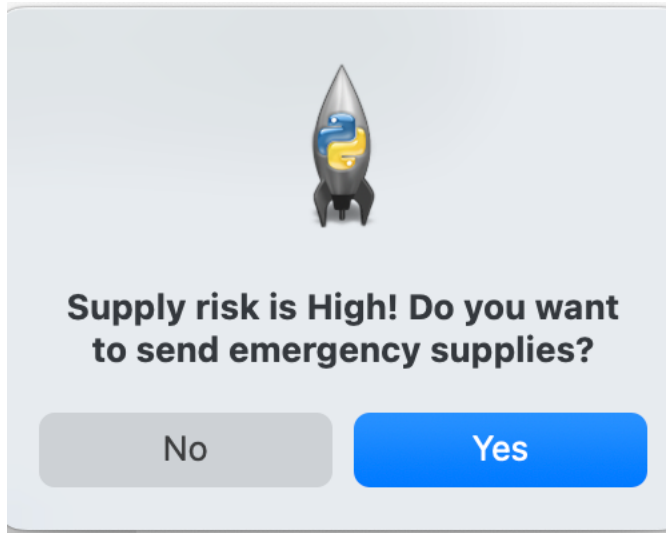 Supply risk is High! Do you want
to send emergency supplies?
No
Yes